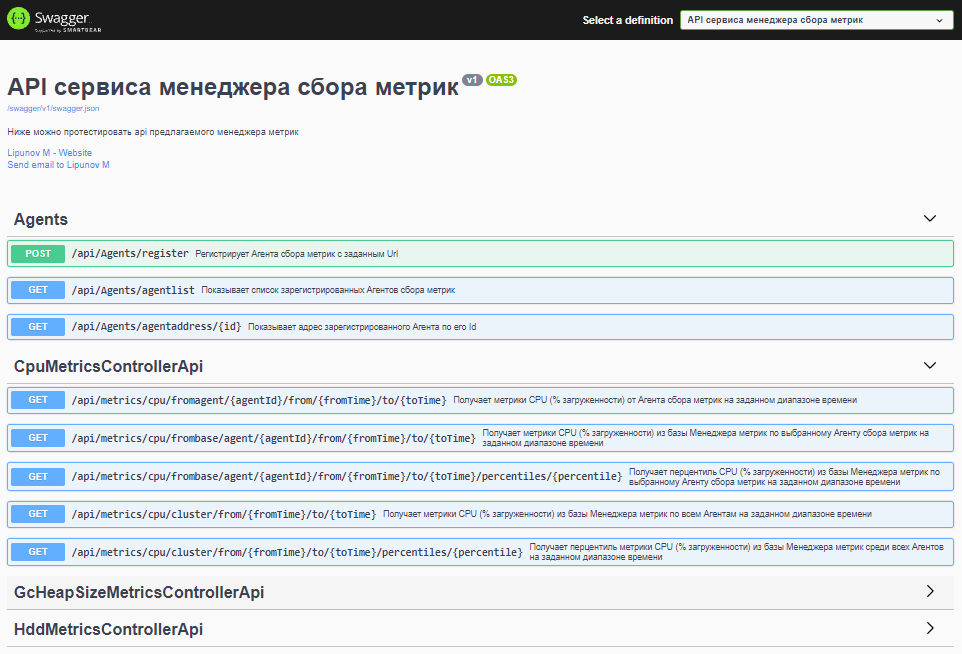 Swagger
Supported by SMARTBEAR
Select a definition
API сервиса менеджера сбора метрик
API сервиса менеджера сбора метрик v1 OAS3
/swagger/v1/swagger.json
Ниже можно протестировать api предлагаемого менеджера метрик
Lipunov M - Website
Send email to Lipunov M
Agents
POST /api/Agents/register Регистрирует Агента сбора метрик с заданным Url
GET /api/Agents/agentlist Показывает список зарегистрированных Агентов сбора метрик
GET /api/Agents/agentaddress/{id} Показывает адрес зарегистрированного Агента по его Id
CpuMetricsControllerApi
GET /api/metrics/cpu/fromagent/{agentId}/from/{fromTime}/to/{toTime} Получает метрики CPU (% загруженности) от Агента сбора метрик на заданном диапазоне времени
GET /api/metrics/cpu/frombase/agent/{agentId}/from/{fromTime}/to/{toTime} Получает метрики CPU (% загруженности) из базы Менеджера метрик по выбранному Агенту сбора метрик на
заданном диапазоне времени
GET /api/metrics/cpu/frombase/agent/{agentId}/from/{fromTime}/to/{toTime}/percentiles/{percentile} Получает перцентиль CPU (% загруженности) из базы Менеджера метрик по
выбранному Агенту сбора метрик на заданном диапазоне времени
GET /api/metrics/cpu/cluster/from/{fromTime}/to/{toTime} Получает метрики CPU (% загруженности) из базы Менеджера метрик по всем Агентам на заданном диапазоне времени
GET /api/metrics/cpu/cluster/from/{fromTime}/to/{toTime}/percentiles/{percentile} Получает перцентиль метрики CPU (% загруженности) из базы Менеджера метрик среди всех Агентов
на заданном диапазоне времени
GcHeapSizeMetricsControllerApi
HddMetricsControllerApi